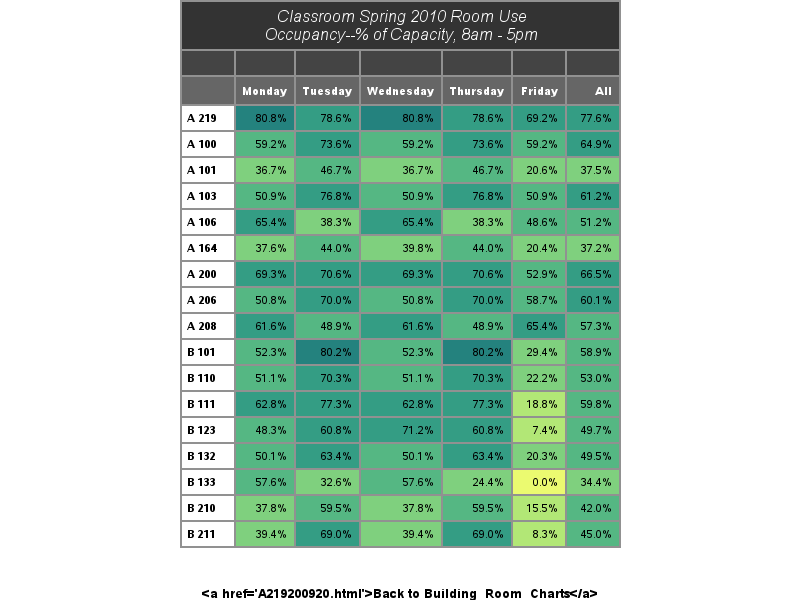 Classroom Spring 2010 Room Use
Occupancy--% of Capacity, 8am - 5pm
Monday Tuesday Wednesday Thursday Friday All
A 219 80.8% 78.6% 80.8% 78.6% 69.2% 77.6%
A 100 59.2% 73.6% 59.2% 73.6% 59.2% 64.9%
A 101 36.7% 46.7% 36.7% 46.7% 20.6% 37.5%
A 103 50.9% 76.8% 50.9% 76.8% 50.9% 61.2%
A 106 65.4% 38.3% 65.4% 38.3% 48.6% 51.2%
A 164 37.6% 44.0% 39.8% 44.0% 20.4% 37.2%
A 200 69.3% 70.6% 69.3% 70.6% 52.9% 66.5%
A 206 50.8% 70.0% 50.8% 70.0% 58.7% 60.1%
A 208 61.6% 48.9% 61.6% 48.9% 65.4% 57.3%
B 101 52.3% 80.2% 52.3% 80.2% 29.4% 58.9%
B 110 51.1% 70.3% 51.1% 70.3% 22.2% 53.0%
B 111 62.8% 77.3% 62.8% 77.3% 18.8% 59.8%
B 123 48.3% 60.8% 71.2% 60.8% 7.4% 49.7%
B 132 50.1% 63.4% 50.1% 63.4% 20.3% 49.5%
B 133 57.6% 32.6% 57.6% 24.4% 0.0% 34.4%
B 210 37.8% 59.5% 37.8% 59.5% 15.5% 42.0%
B 211 39.4% 69.0% 39.4% 69.0% 8.3% 45.0%
<a href='A219200920.html'>Back to Building_Room_Charts</a>